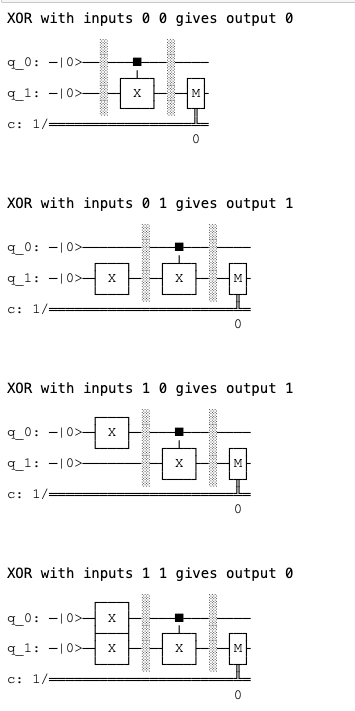 XOR with inputs 0 0 gives output 0
q_0: |0>
X
q_1: |0> M
c: 1/
0
XOR with inputs 0 1 gives output 1
q_0: |0>
q_1: |0> X X M
c: 1/
0
XOR with inputs 1 0 gives output 1
q_0: |0> X
q_1: |0> X M
c: 1/
0
XOR with inputs 1 1 gives output 0
q_0: |0> X
q_1: |0> X X M
c: 1/
0